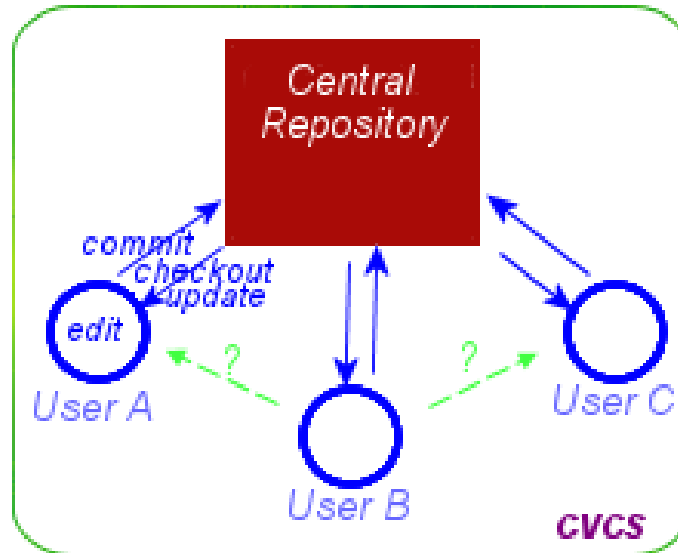 Central
Repository
commit
checkout
update
edit
?
?
User A
User C
User B
CVCS